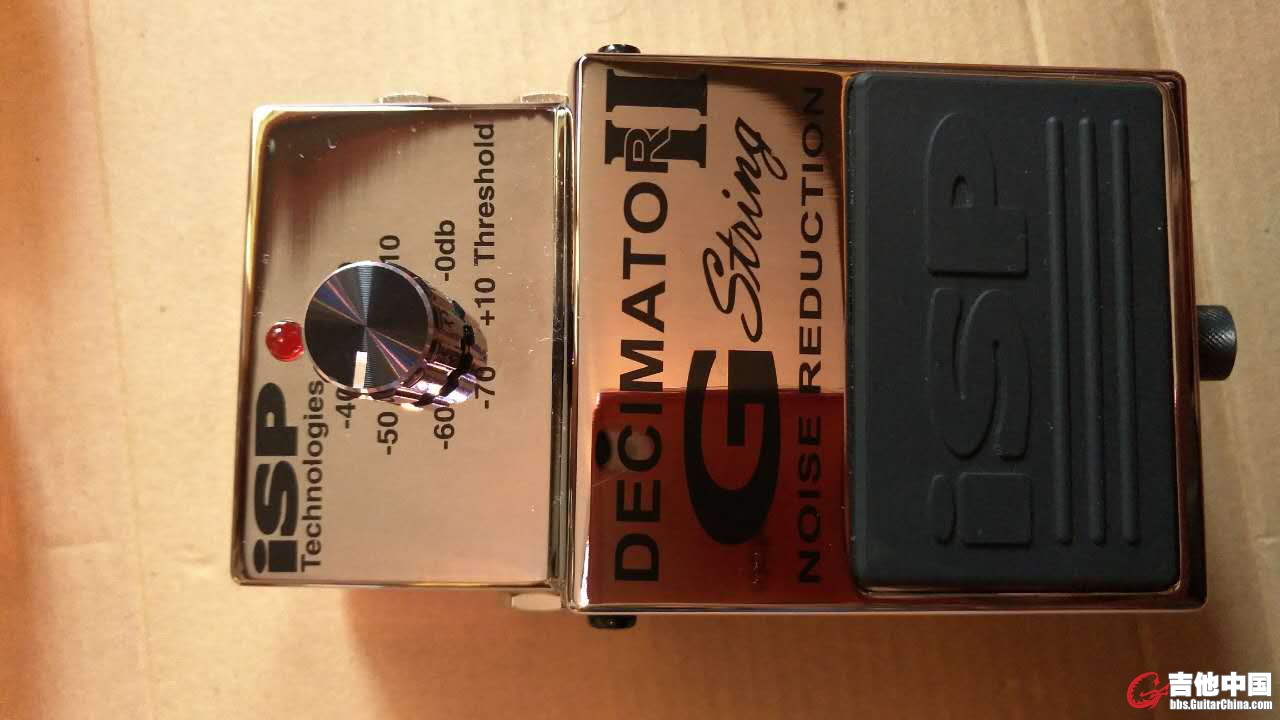 iSP
Technologies
-40
-50
-60
-70
10
-0db
+10 Threshold
DECIMATOR II
G String
NOISE REDUCTION
iSP
吉他中国
bbs.GuitarChina.com